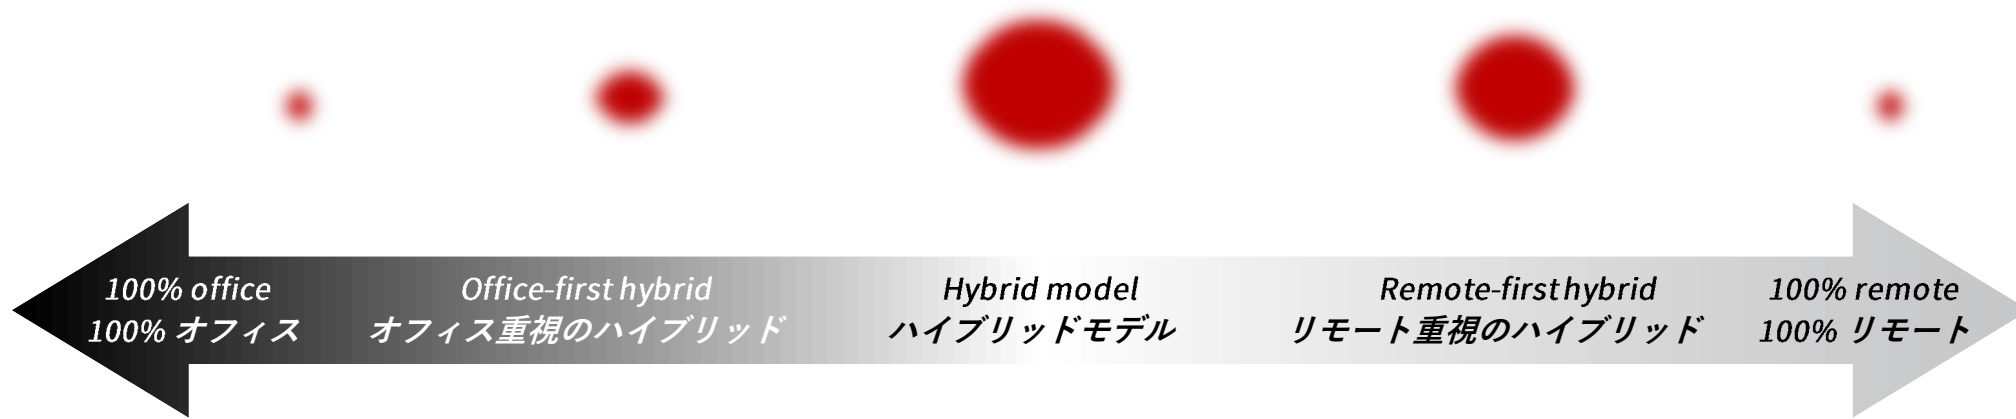 100% office
100% オフィス
Office-first hybrid
オフィス重視のハイブリッド
Hybrid model
ハイブリッドモデル
Remote-first hybrid
リモート重視のハイブリッド
100% remote
100% リモート